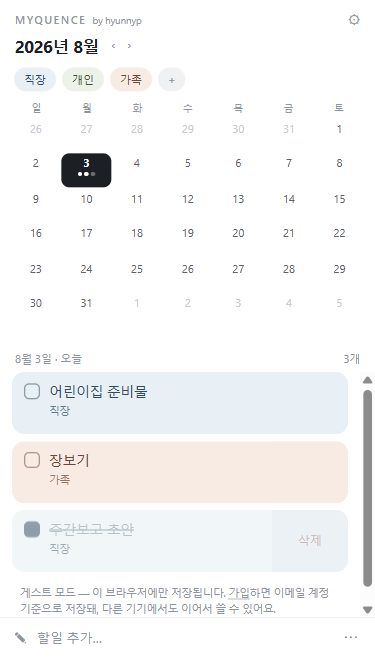 MYQUENCE by hyunnyp
2026년 8월 ‹ ›
직장 개인 가족 +
일 월 화 수 목 금 토
26 27 28 29 30 31 1
2 3 4 5 6 7 8
9 10 11 12 13 14 15
16 17 18 19 20 21 22
23 24 25 26 27 28 29
30 31 1 2 3 4 5
8월 3일 · 오늘 3개
어린이집 준비물
직장
장보기
가족
주간보고 초안
직장
삭제
게스트 모드 — 이 브라우저에만 저장됩니다. 가입하면 이메일 계정
기준으로 저장돼, 다른 기기에서도 이어서 쓸 수 있어요.
할일 추가...